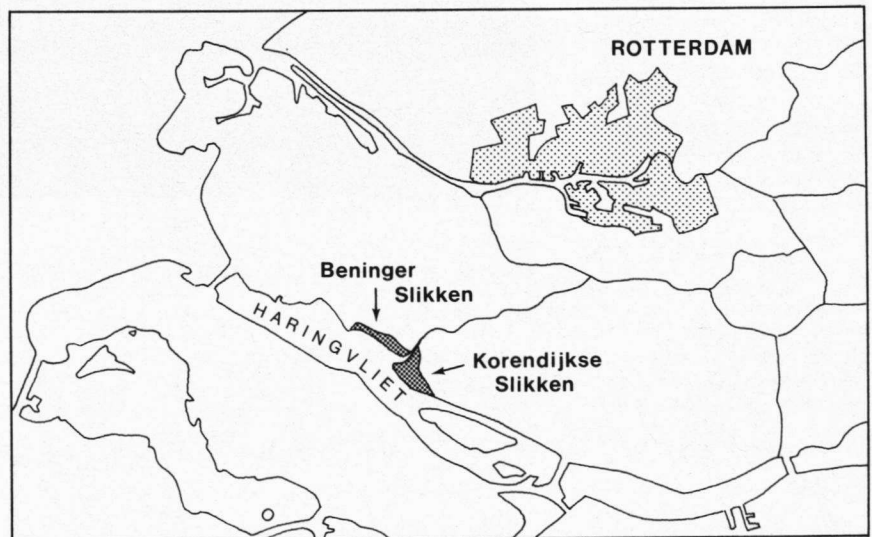 ROTTERDAM
Beninger
Slikken
HARINGVLIET
Korendijkse
Slikken